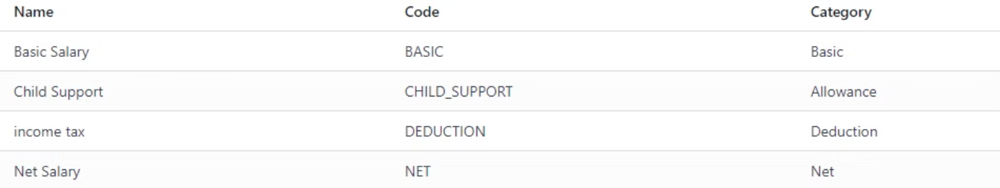 Name Code Category
Basic Salary BASIC Basic
Child Support CHILD_SUPPORT Allowance
income tax DEDUCTION Deduction
Net Salary NET Net